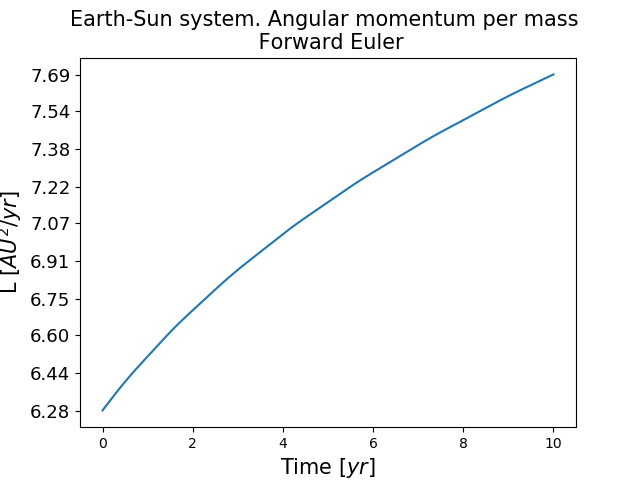 Earth-Sun system. Angular momentum per mass
Forward Euler
7.69
7.54
7.38
7.22
7.07
6.91
6.75
6.60
6.44
6.28
L [AU²/yr]
0 2 4 6 8 10
Time [yr]